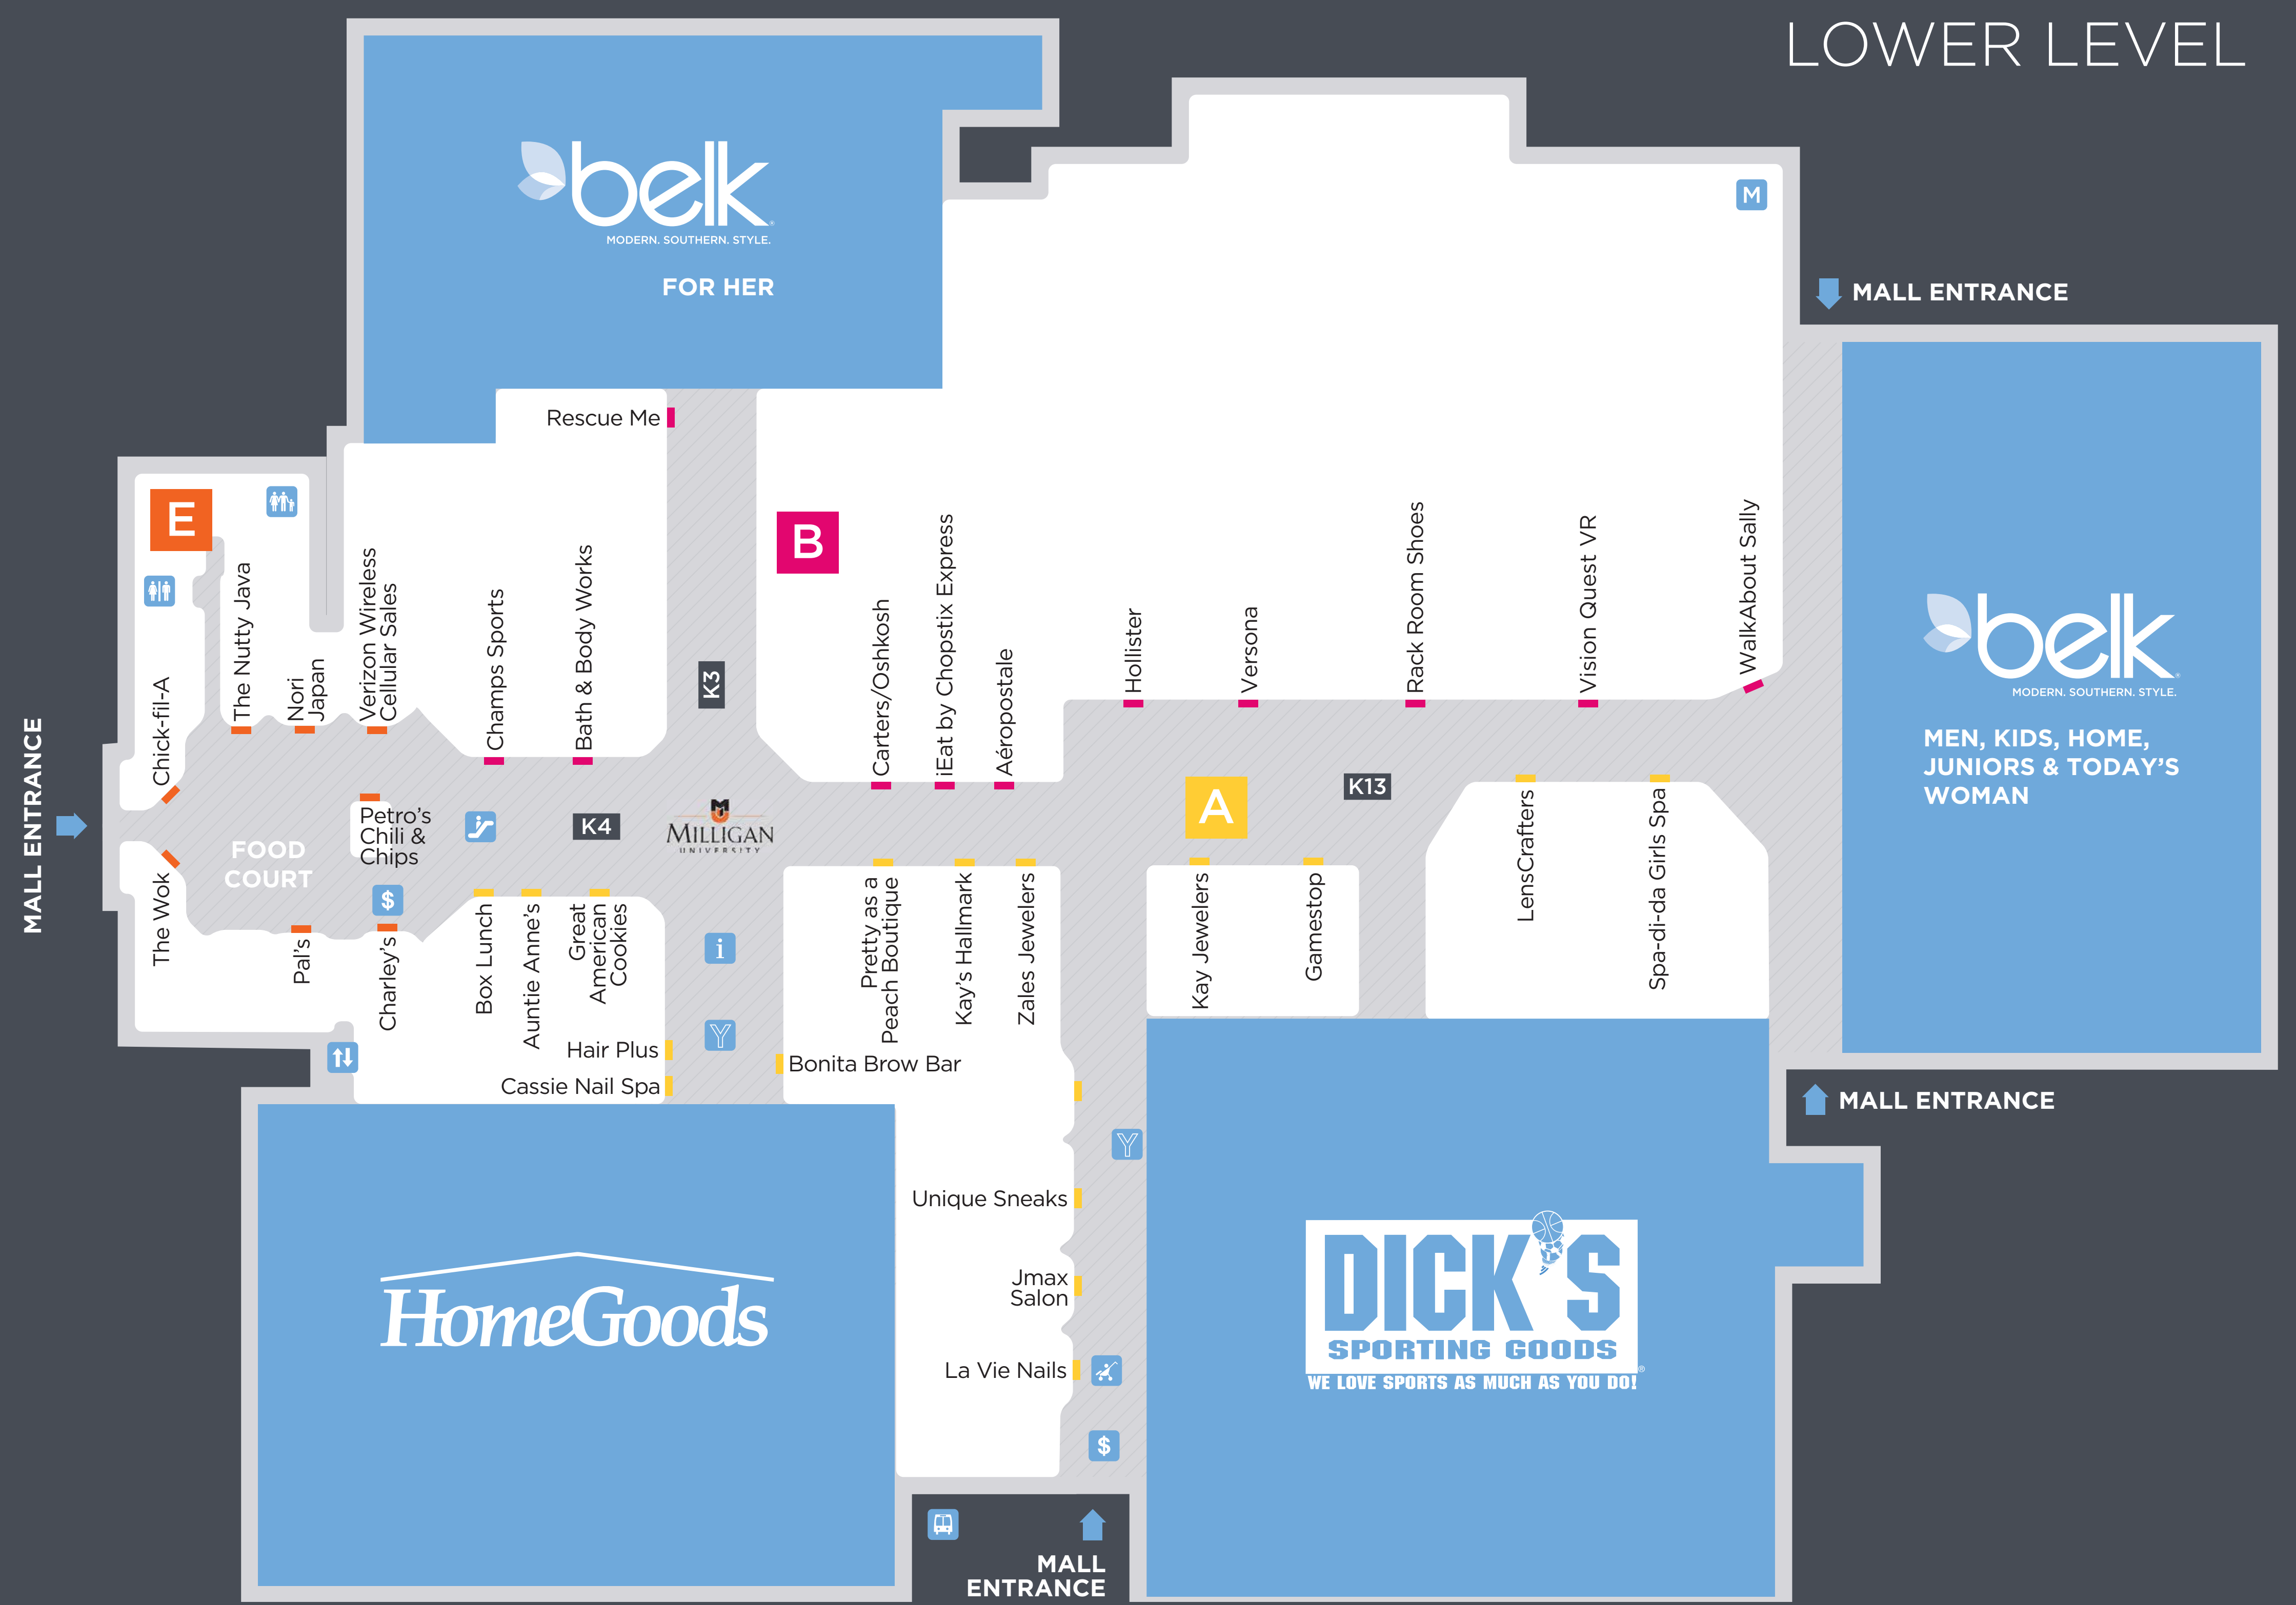 LOWER LEVEL
belk
MODERN. SOUTHERN. STYLE.
FOR HER
M
MALL ENTRANCE
Rescue Me
E
B
The Nutty Java
Nori
Japan
Verizon Wireless
Cellular Sales
Champs Sports
Bath & Body Works
K3
Carters/Oshkosh
iEat by Chopstix Express
Aéropostale
Hollister
Versona
Rack Room Shoes
Vision Quest VR
WalkAbout Sally
belk
MODERN. SOUTHERN. STYLE.
MEN, KIDS, HOME,
JUNIORS & TODAY'S
WOMAN
Chick-fil-A
MALL ENTRANCE
FOOD
COURT
Petro's
Chili &
Chips
K4
M
MILLIGAN
UNIVERSITY
A
K13
$
The Wok
Pal's
Charley's
Box Lunch
Auntie Anne's
Great
American
Cookies
i
Y
Pretty as a
Peach Boutique
Kay's Hallmark
Zales Jewelers
Kay Jewelers
Gamestop
LensCrafters
Spa-di-da Girls Spa
Hair Plus
Cassie Nail Spa
Bonita Brow Bar
MALL ENTRANCE
Y
Unique Sneaks
Jmax
Salon
La Vie Nails
$
HomeGoods
DICK'S
SPORTING GOODS
®
WE LOVE SPORTS AS MUCH AS YOU DO!
MALL
ENTRANCE